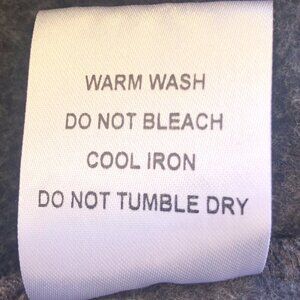 WARM WASH
DO NOT BLEACH
COOL IRON
DO NOT TUMBLE DRY